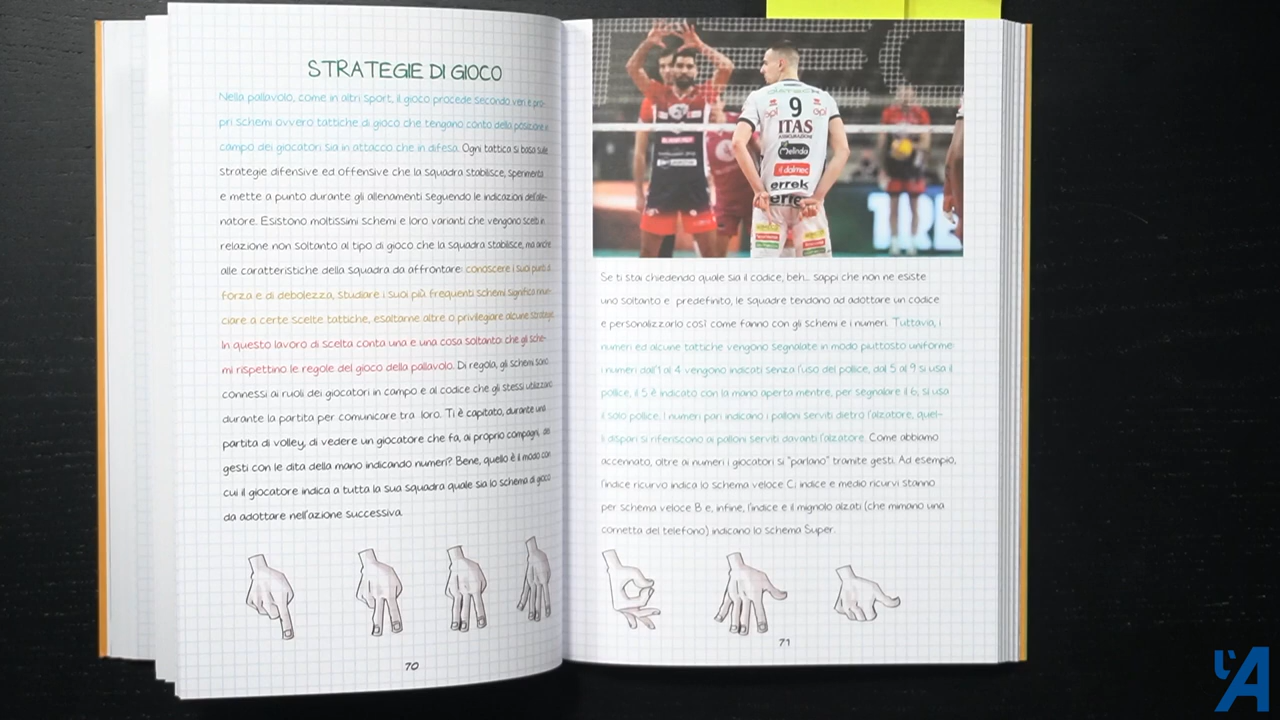 STRATEGIE DI GIOCO
Nella pallavolo, come in altri sport, il gioco procede secondo veri e pro-
pri schemi ovvero tattiche di gioco che tengono conto della posizione in
campo dei giocatori sia in attacco che in difesa. Ogni tattica si basa sulle
strategie difensive ed offensive che la squadra stabilisce, sperimenta
e mette a punto durante gli allenamenti seguendo le indicazioni dell'alle-
natore. Esistono moltissimi schemi e loro varianti che vengono scelti in
relazione non soltanto al tipo di gioco che la squadra stabilisce, ma anche
alle caratteristiche della squadra da affrontare: conoscere i suoi punti di
forza e di debolezza, studiare i suoi più frequenti schemi significa rinun-
ciare a certe scelte tattiche, esaltarne altre o privilegiare alcune strategie.
In questo lavoro di scelta conta una e una cosa soltanto che gli sche-
mi rispettino le regole del gioco della pallavolo. Di regola, gli schemi sono
connessi ai ruoli dei giocatori in campo e al codice che gli stessi utilizzano
durante la partita per comunicare tra loro. Ti è capitato, durante una
partita di volley, di vedere un giocatore che fa, ai proprio compagni, dei
gesti con le dita della mano indicando numeri? Bene, quello è il modo con
cui il giocatore indica a tutta la sua squadra quale sia lo schema di gioco
da adottare nell'azione successiva.
70
9
ITAS
ASSICURAZIONI
Melinda
dalmec
errek
Se ti stai chiedendo quale sia il codice, beh... sappi che non ne esiste
uno soltanto e predefinito, le squadre tendono ad adottare un codice
e personalizzarlo così come fanno con gli schemi e i numeri. Tuttavia, i
numeri ed alcune tattiche vengono segnalate in modo piuttosto uniforme:
i numeri dall'1 al 4 vengono indicati senza l'uso del pollice, dal 5 al 9 si usa il
pollice, il 5 è indicato con la mano aperta mentre, per segnalare il 6, si usa
il solo pollice. I numeri pari indicano i palloni serviti dietro l'alzatore, quel-
li dispari si riferiscono ai palloni serviti davanti l'alzatore. Come abbiamo
accennato, oltre ai numeri i giocatori si "parlano" tramite gesti. Ad esempio,
l'indice ricurvo indica lo schema veloce C; indice e medio ricurvi stanno
per schema veloce B e, infine, l'indice e il mignolo alzati (che mimano una
cornetta del telefono) indicano lo schema Super.
71
L'A